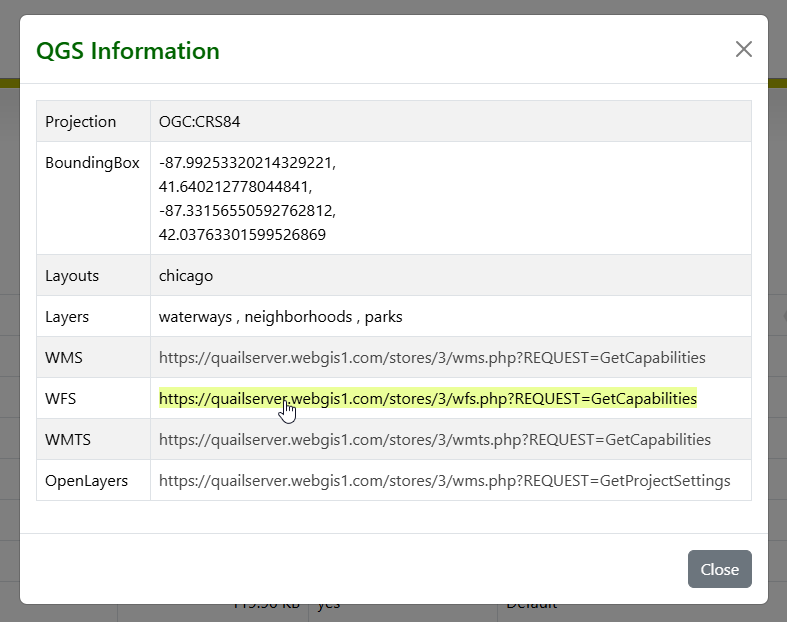 QGS Information
Projection OGC:CRS84
BoundingBox -87.99253320214329221,
41.640212778044841,
-87.33156550592762812,
42.03763301599526869
Layouts chicago
Layers waterways , neighborhoods , parks
WMS https://quailserver.webgis1.com/stores/3/wms.php?REQUEST=GetCapabilities
WFS https://quailserver.webgis1.com/stores/3/wfs.php?REQUEST=GetCapabilities
WMTS https://quailserver.webgis1.com/stores/3/wmts.php?REQUEST=GetCapabilities
OpenLayers https://quailserver.webgis1.com/stores/3/wms.php?REQUEST=GetProjectSettings
Close
yes Default